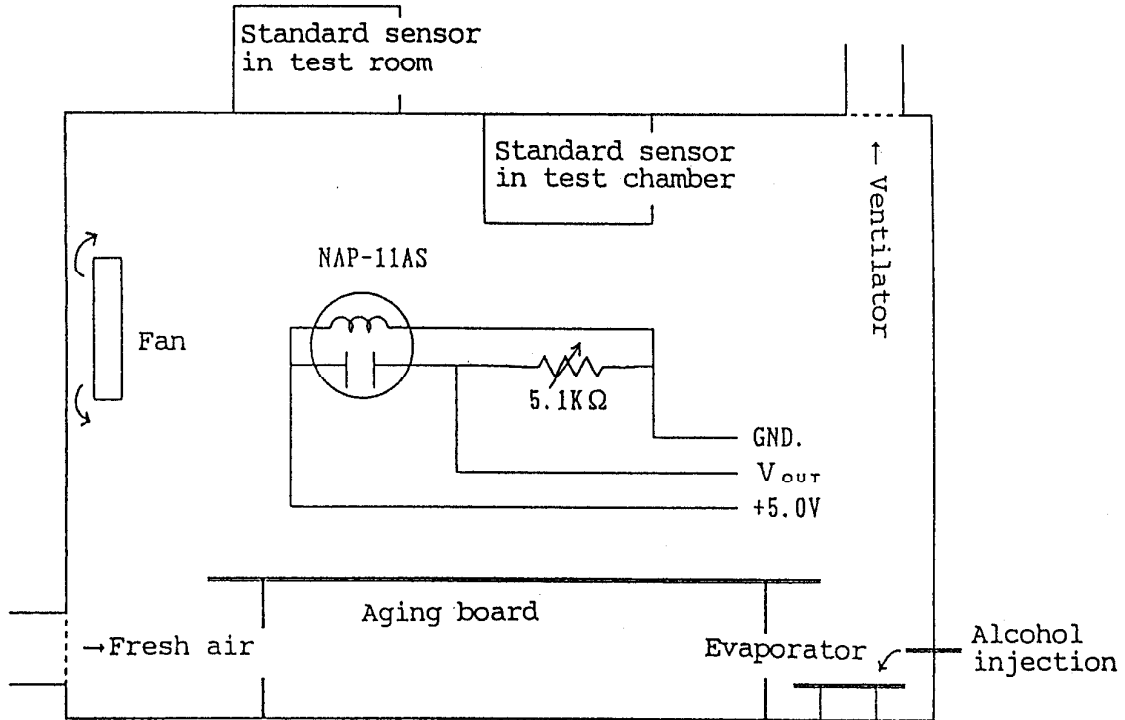 Standard sensor
in test room
Standard sensor
in test chamber
← Ventilator
NAP-11AS
Fan
5.1KΩ
GND.
VOUT
+5.0V
Aging board
→Fresh air
Evaporator
Alcohol
injection